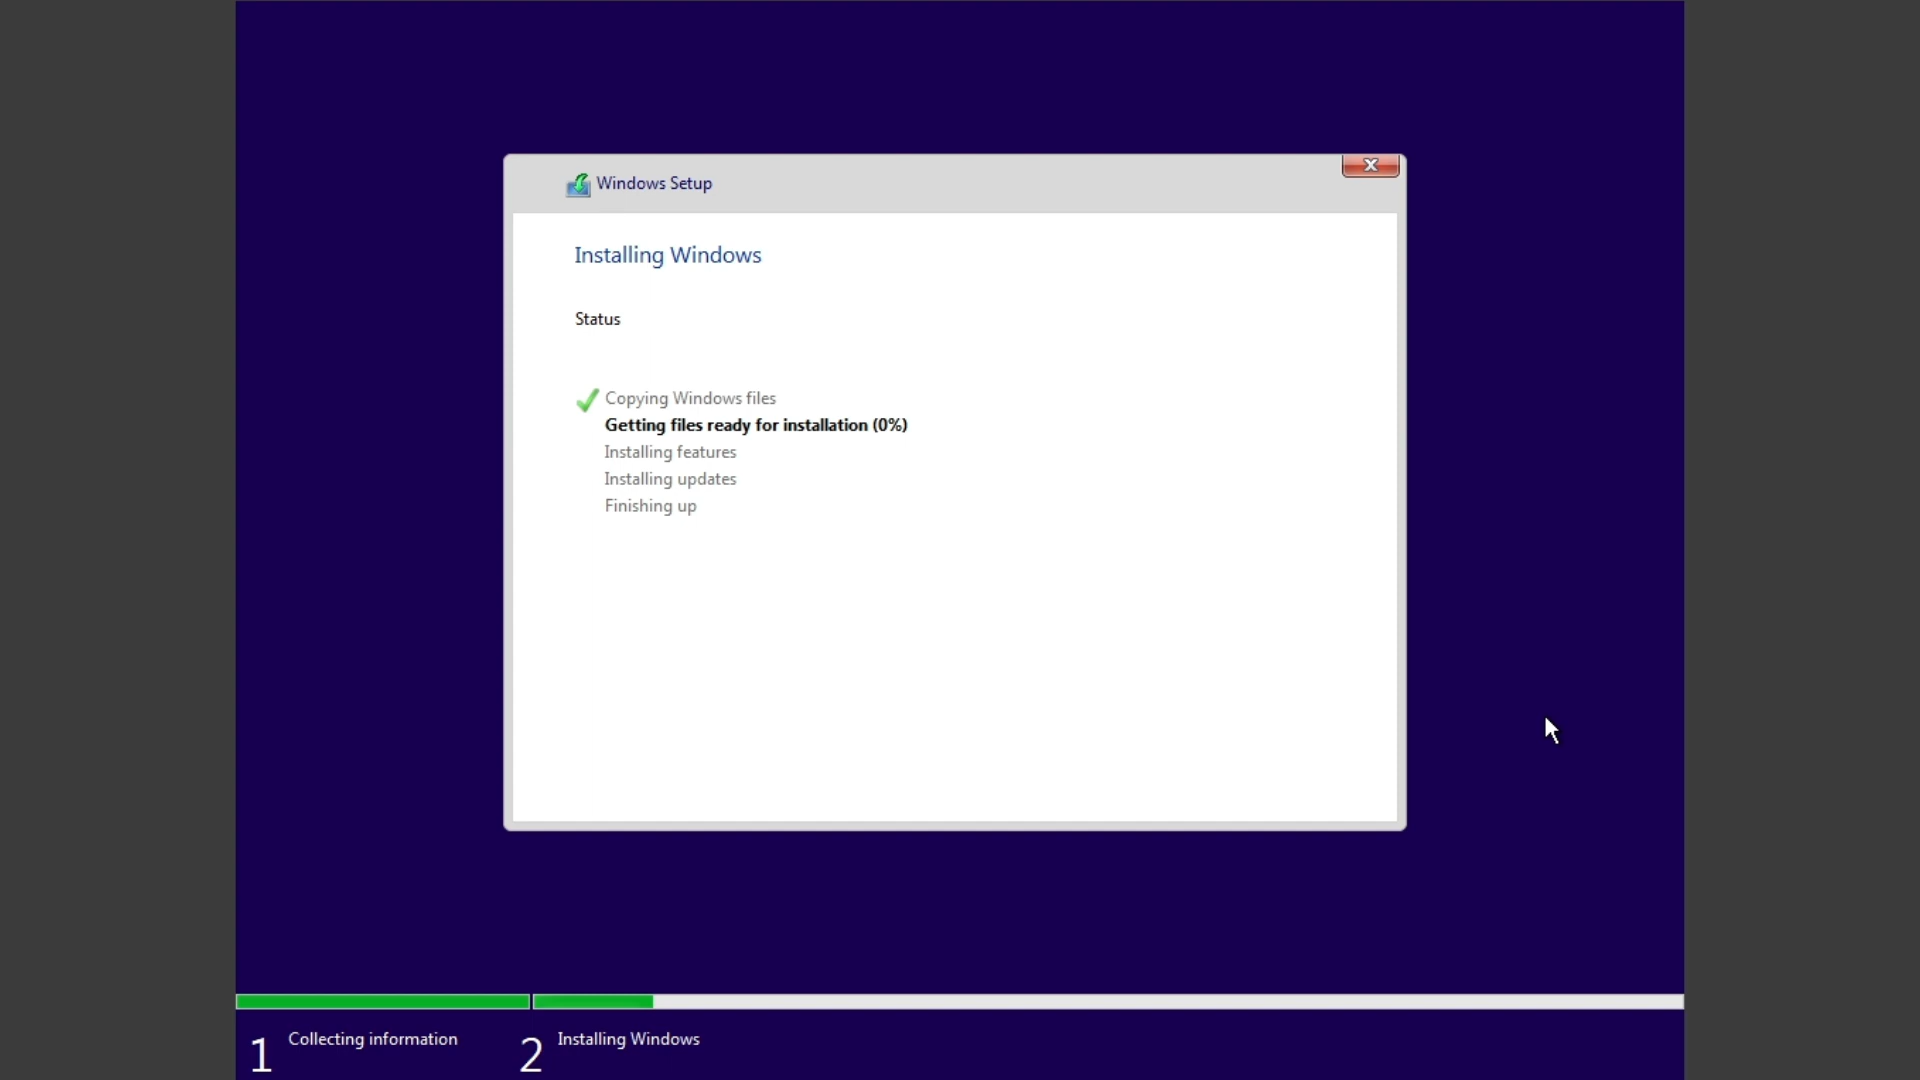 Windows Setup
Installing Windows
Status
Copying Windows files
Getting files ready for installation (0%)
Installing features
Installing updates
Finishing up
1 Collecting information
2 Installing Windows